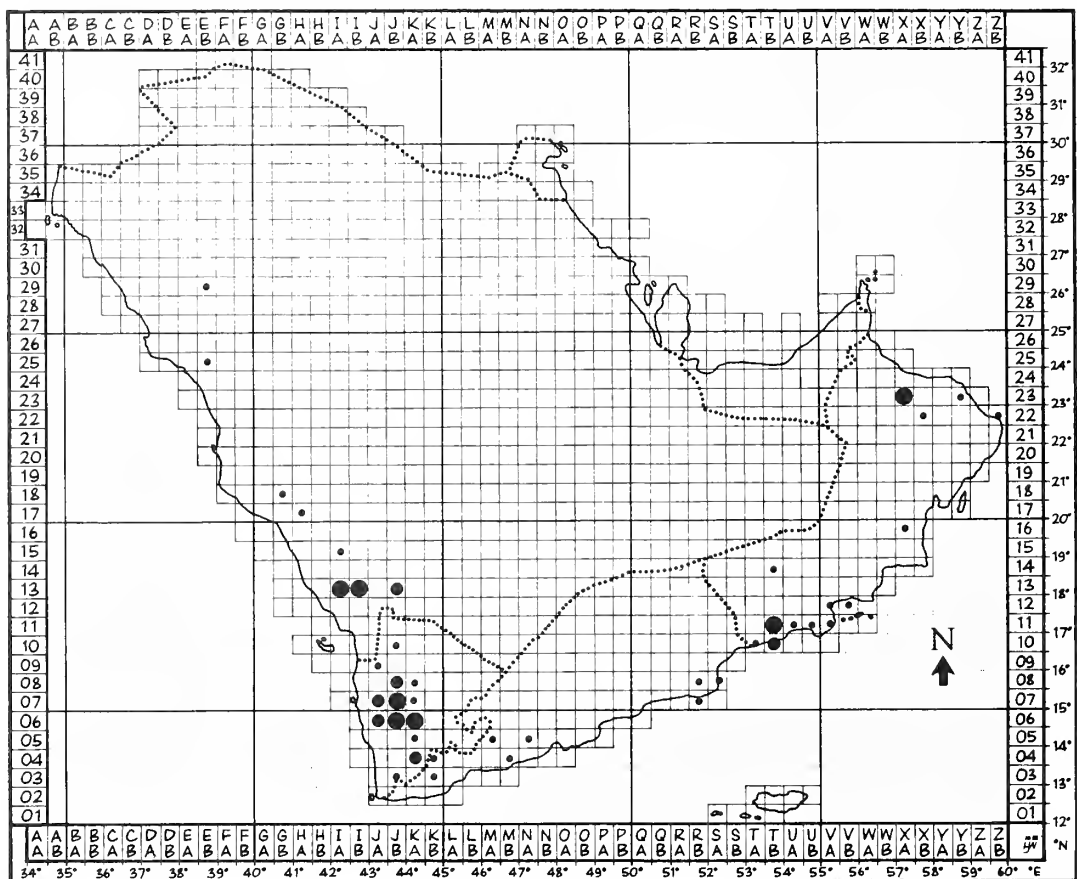 A A B B C C D D E E F F G G H H I I J J K K L L M M N N O O P P Q Q R R S S T T U U V V W W X X Y Y Z Z
A B A B A B A B A B A B A B A B A B A B A B A B A B A B A B A B A B A B A B A B A B A B A B A B A B A B
41 41 32°
40 40
39 39 31°
38 38
37 37 30°
36 36
35 35 29°
34 34
33 33 28°
32 32
31 31 27°
30 30
29 29 26°
28 28
27 27 25°
26 26
25 25 24°
24 24
23 23 23°
22 22
21 21 22°
20 20
19 19 21°
18 18
17 17 20°
16 16
15 15 19°
14 14
13 13 18°
12 12
11 11 17°
10 N 10
09 09 16°
08 08
07 07 15°
06 06
05 05 14°
04 04
03 03 13°
02 02
01 01 12°
A A B B C C D D E E F F G G H H I I J J K K L L M M N N O O P P Q Q R R S S T T U U V V W W X X Y Y Z Z
A B A B A B A B A B A B A B A B A B A B A B A B A B A B A B A B A B A B A B A B A B A B A B A B A B A B °N
34° 35° 36° 37° 38° 39° 40° 41° 42° 43° 44° 45° 46° 47° 48° 49° 50° 51° 52° 53° 54° 55° 56° 57° 58° 59° 60° °E